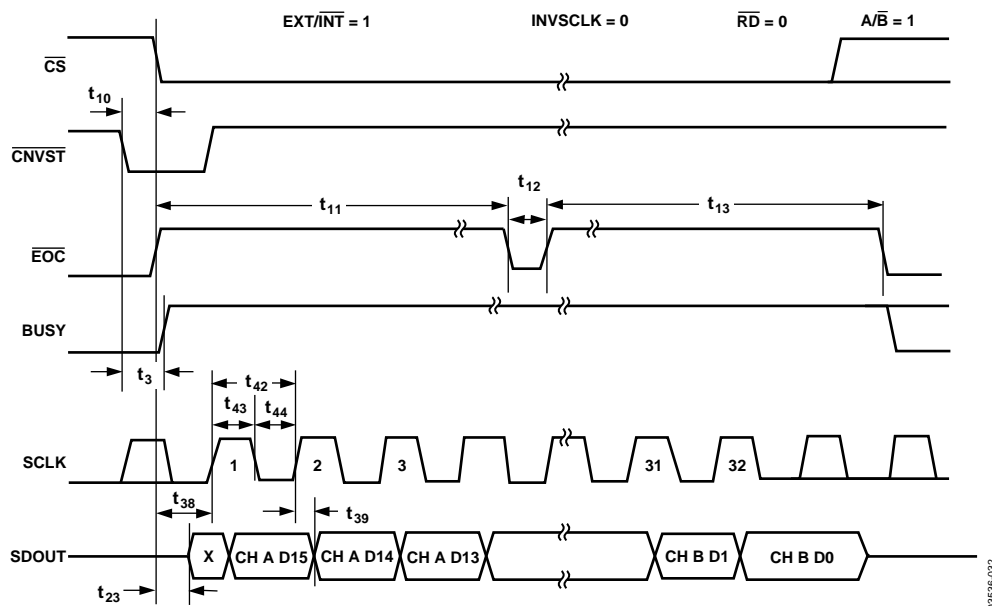 EXT/INT = 1 INVSCLK = 0 RD = 0 A/B = 1
CS
t10
CNVST
t12
t11 t13
EOC
BUSY
t3 t42
t43 t44
SCLK 1 2 3 31 32
t38 t39
SDOUT X CH A D15 CH A D14 CH A D13 CH B D1 CH B D0
t23
03536-032